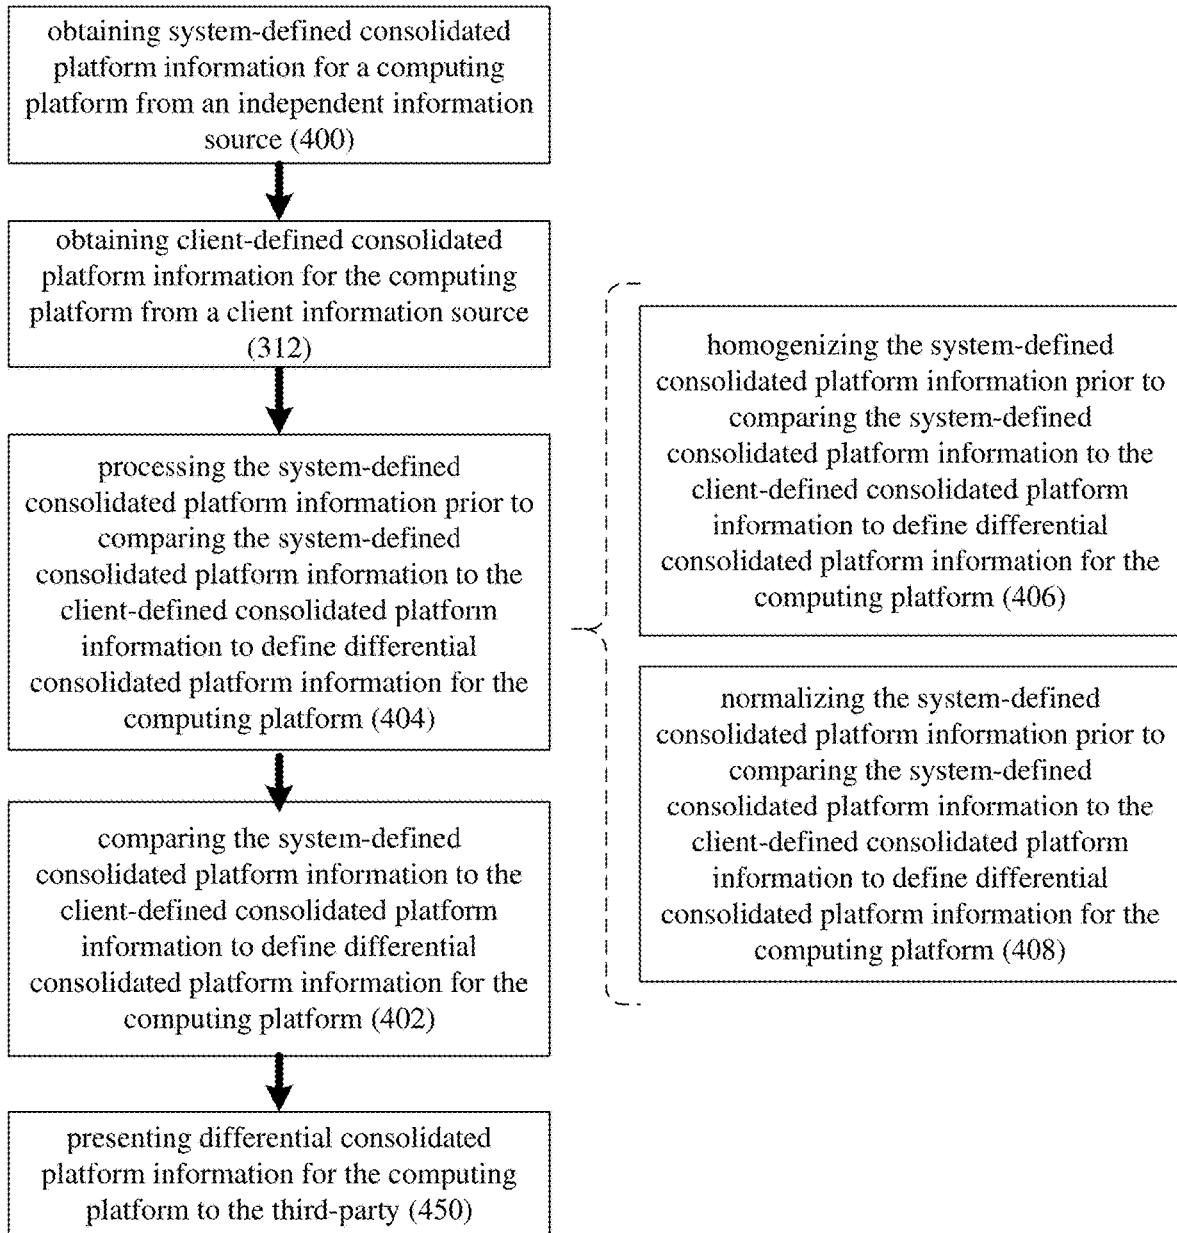 obtaining system-defined consolidated
platform information for a computing
platform from an independent information
source (400)
obtaining client-defined consolidated
platform information for the computing
platform from a client information source
(312)
processing the system-defined
consolidated platform information prior to
comparing the system-defined
consolidated platform information to the
client-defined consolidated platform
information to define differential
consolidated platform information for the
computing platform (404)
homogenizing the system-defined
consolidated platform information prior to
comparing the system-defined
consolidated platform information to the
client-defined consolidated platform
information to define differential
consolidated platform information for the
computing platform (406)
normalizing the system-defined
consolidated platform information prior to
comparing the system-defined
consolidated platform information to the
client-defined consolidated platform
information to define differential
consolidated platform information for the
computing platform (408)
comparing the system-defined
consolidated platform information to the
client-defined consolidated platform
information to define differential
consolidated platform information for the
computing platform (402)
presenting differential consolidated
platform information for the computing
platform to the third-party (450)